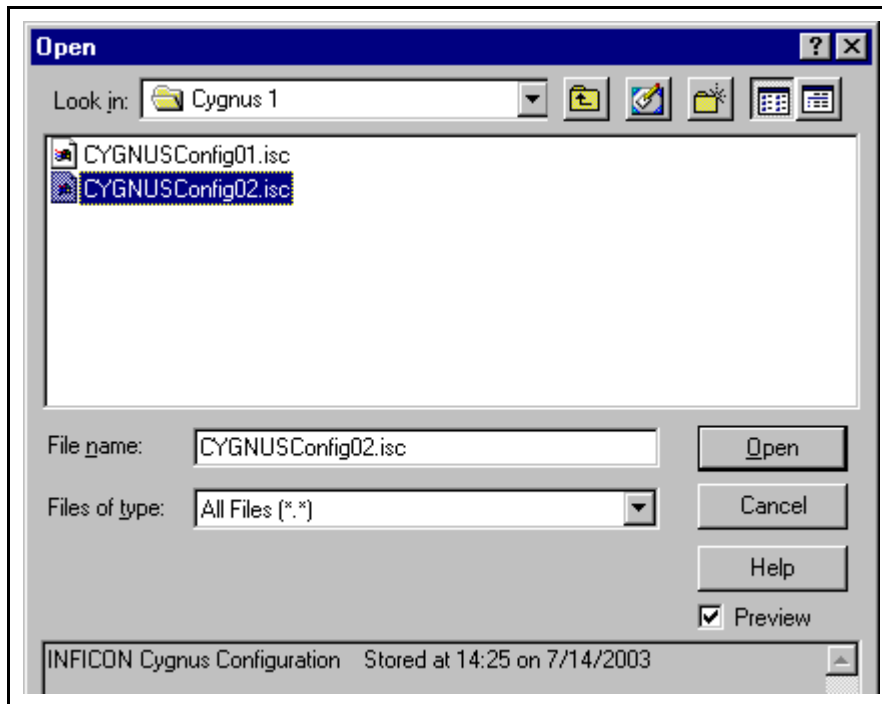 Open
Look in: Cygnus 1
CYGNUSConfig01.isc
CYGNUSConfig02.isc
File name: CYGNUSConfig02.isc Open
Files of type: All Files (*.*) Cancel
Help
Preview
INFICON Cygnus Configuration Stored at 14:25 on 7/14/2003